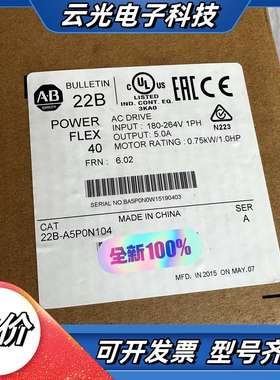 云光电子科技
A-B
BULLETIN
22B
UL
LISTED
IND. CONT. EQ.
3KA0
EAC
CE
N223
POWER
FLEX
40
AC DRIVE
INPUT : 180-264V 1PH
OUTPUT : 5.0A
MOTOR RATING : 0.75kW/1.0HP
FRN : 6.02
SERIAL NO:BA5P0N0W15190403
MADE IN CHINA
CAT
22B-A5P0N104
SER
A
全新100%
MFD. IN 2015 ON MAY.07
价
可开发票 型号齐